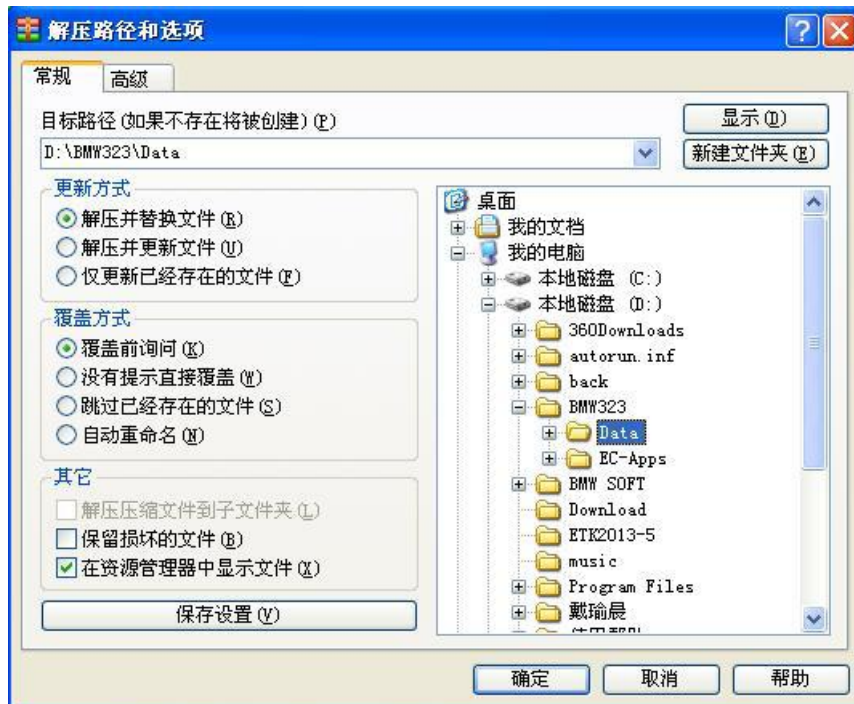 解压路径和选项
常规
高级
目标路径(如果不存在将被创建)(P)
显示(D)
D:\BMW323\Data
新建文件夹(E)
更新方式
解压并替换文件(R)
解压并更新文件(U)
仅更新已经存在的文件(F)
覆盖方式
覆盖前询问(K)
没有提示直接覆盖(W)
跳过已经存在的文件(S)
自动重命名(N)
其它
解压压缩文件到子文件夹(L)
保留损坏的文件(B)
在资源管理器中显示文件(X)
保存设置(V)
桌面
我的文档
我的电脑
本地磁盘 (C:)
本地磁盘 (D:)
360Downloads
autorun.inf
back
BMW323
Data
EC-Apps
BMW SOFT
Download
ETK2013-5
music
Program Files
戴瑜晨
确定
取消
帮助